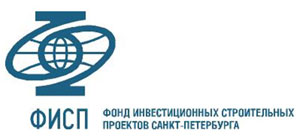 ФИСП
ФОНД ИНВЕСТИЦИОННЫХ СТРОИТЕЛЬНЫХ
ПРОЕКТОВ САНКТ-ПЕТЕРБУРГА